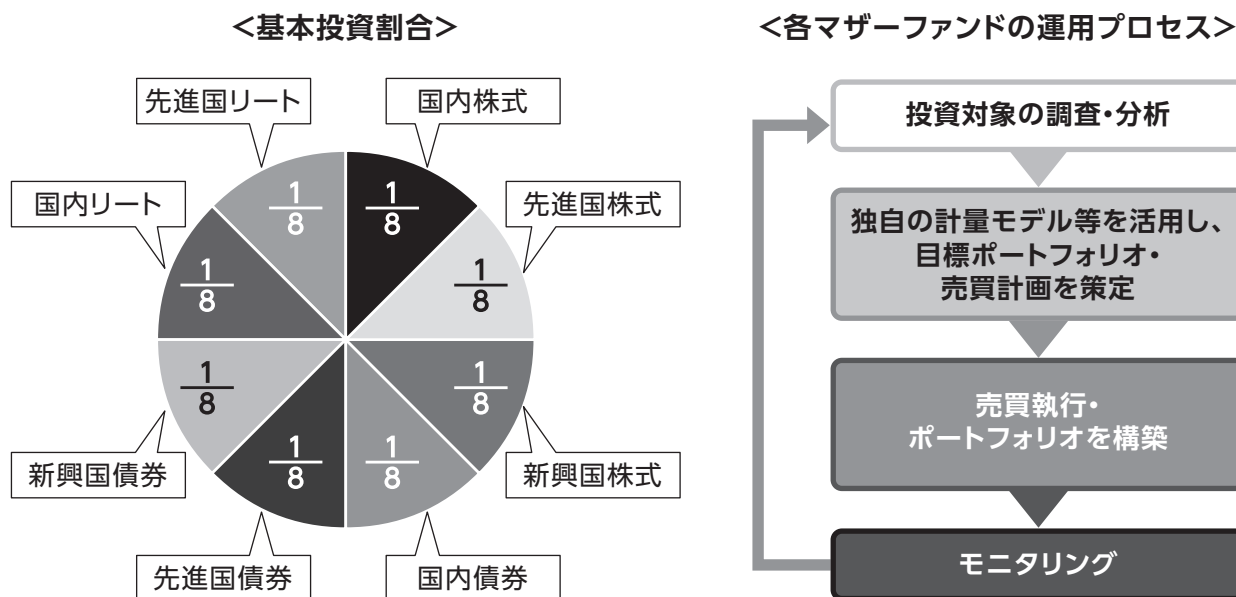 ＜基本投資割合＞
先進国リート
国内株式
国内リート
先進国株式
新興国債券
新興国株式
先進国債券
国内債券
1/8
1/8
1/8
1/8
1/8
1/8
1/8
1/8
＜各マザーファンドの運用プロセス＞
投資対象の調査・分析
独自の計量モデル等を活用し、
目標ポートフォリオ・
売買計画を策定
売買執行・
ポートフォリオを構築
モニタリング